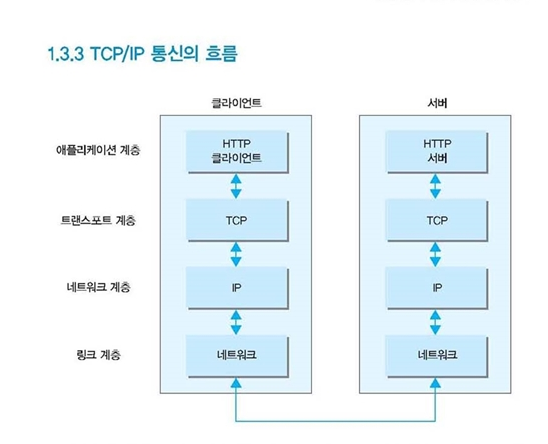 1.3.3 TCP/IP 통신의 흐름
클라이언트
서버
애플리케이션 계층
HTTP
클라이언트
HTTP
서버
트랜스포트 계층
TCP
TCP
네트워크 계층
IP
IP
링크 계층
네트워크
네트워크